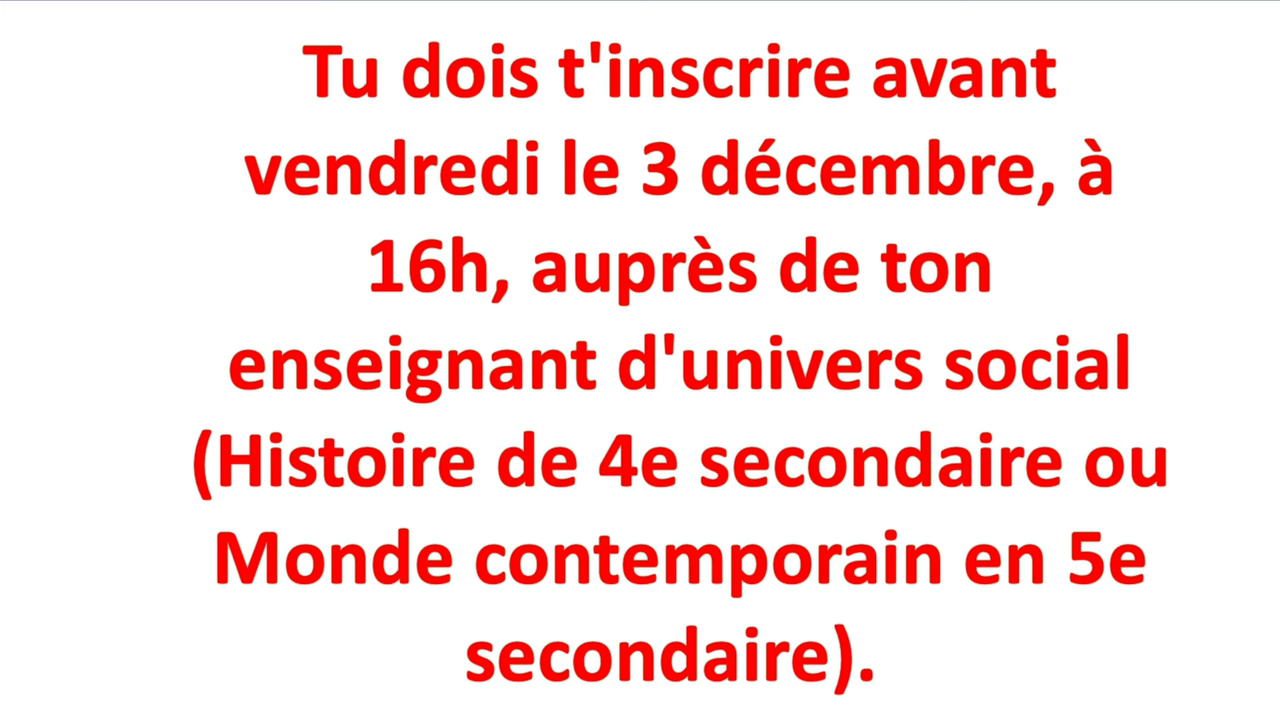 Tu dois t'inscrire avant
vendredi le 3 décembre, à
16h, auprès de ton
enseignant d'univers social
(Histoire de 4e secondaire ou
Monde contemporain en 5e
secondaire).